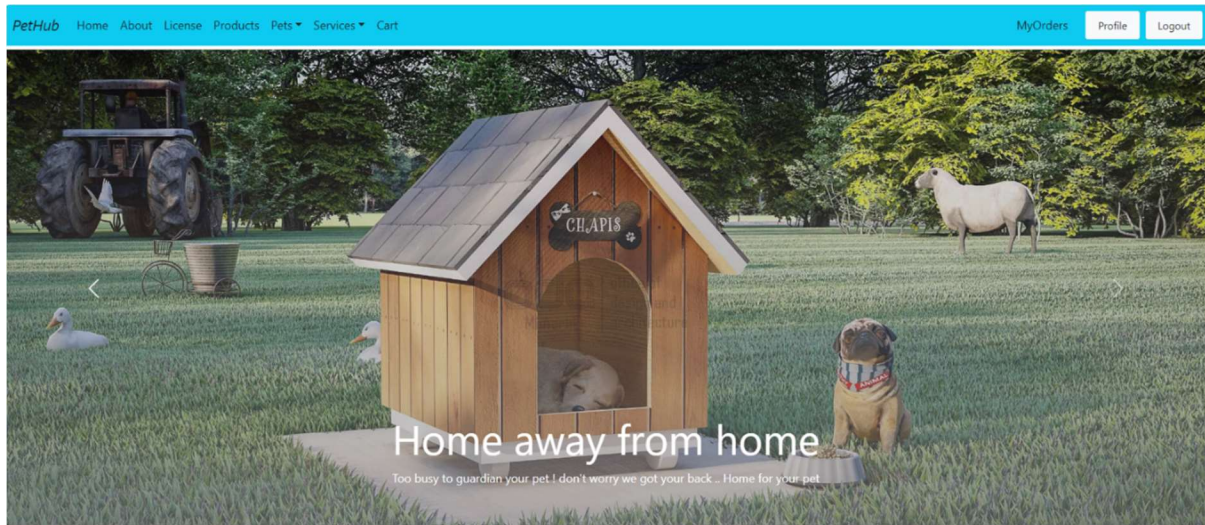 PetHub Home About License Products Pets Services Cart MyOrders Profile Logout
CHAPIS
Home away from home
Too busy to guardian your pet ! don't worry we got your back .. Home for your pet